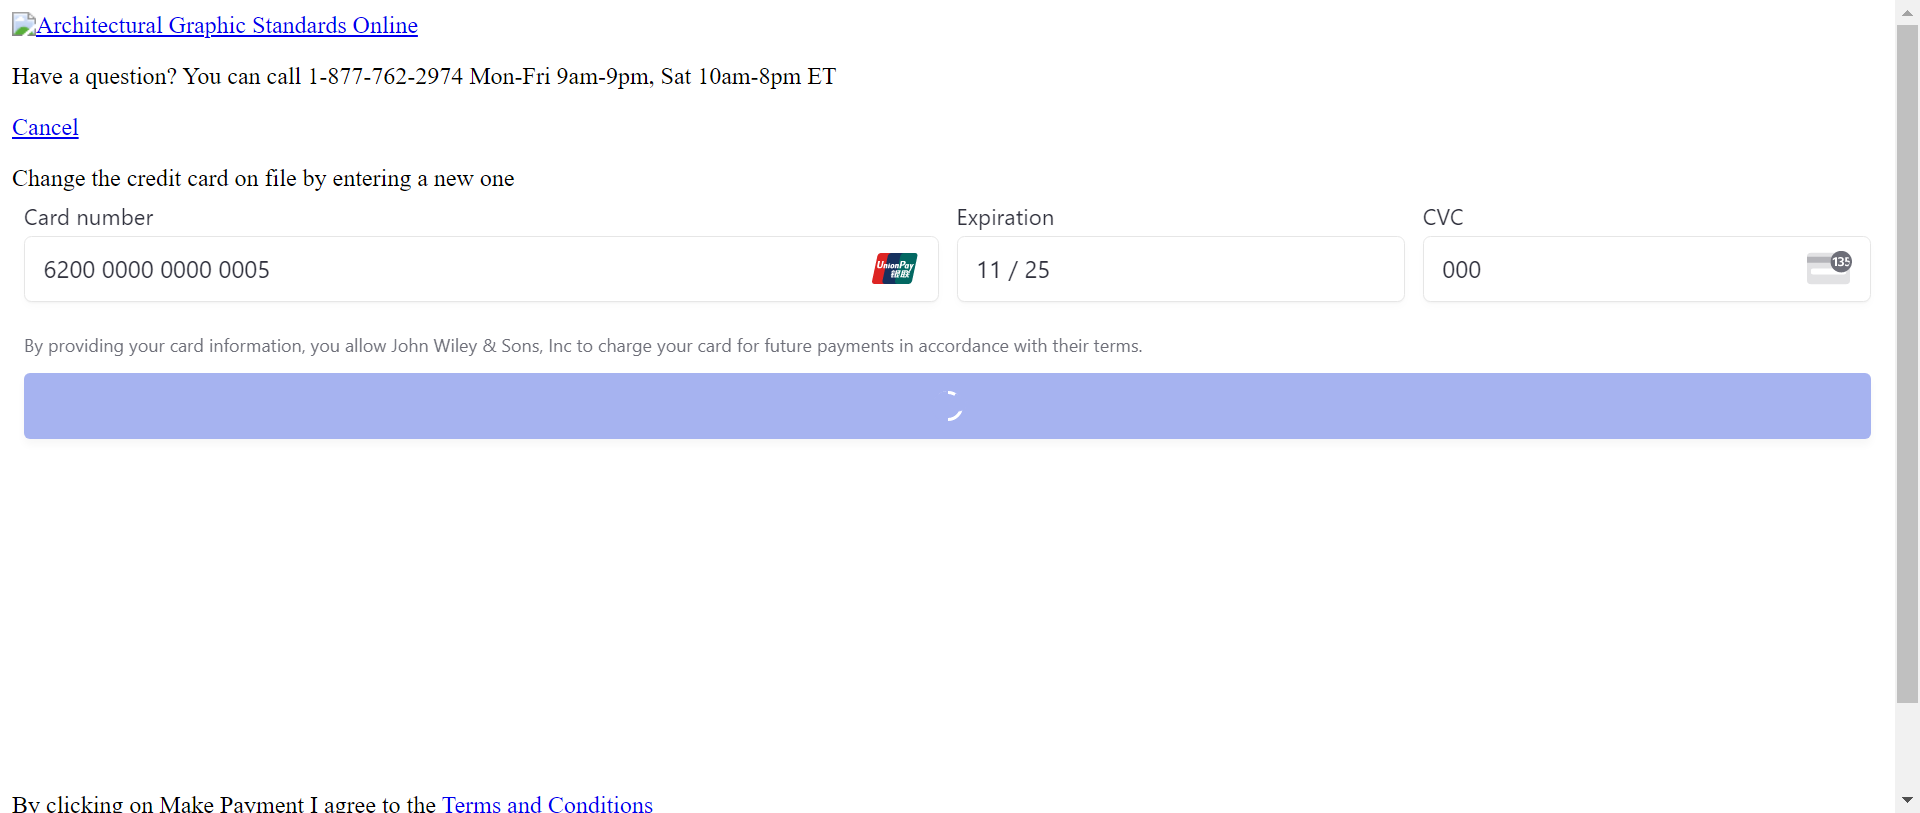 Architectural Graphic Standards Online
Have a question? You can call 1-877-762-2974 Mon-Fri 9am-9pm, Sat 10am-8pm ET
Cancel
Change the credit card on file by entering a new one
Card number Expiration CVC
6200 0000 0000 0005 UnionPay 银联 11 / 25 000 135
By providing your card information, you allow John Wiley & Sons, Inc to charge your card for future payments in accordance with their terms.
By clicking on Make Payment I agree to the Terms and Conditions